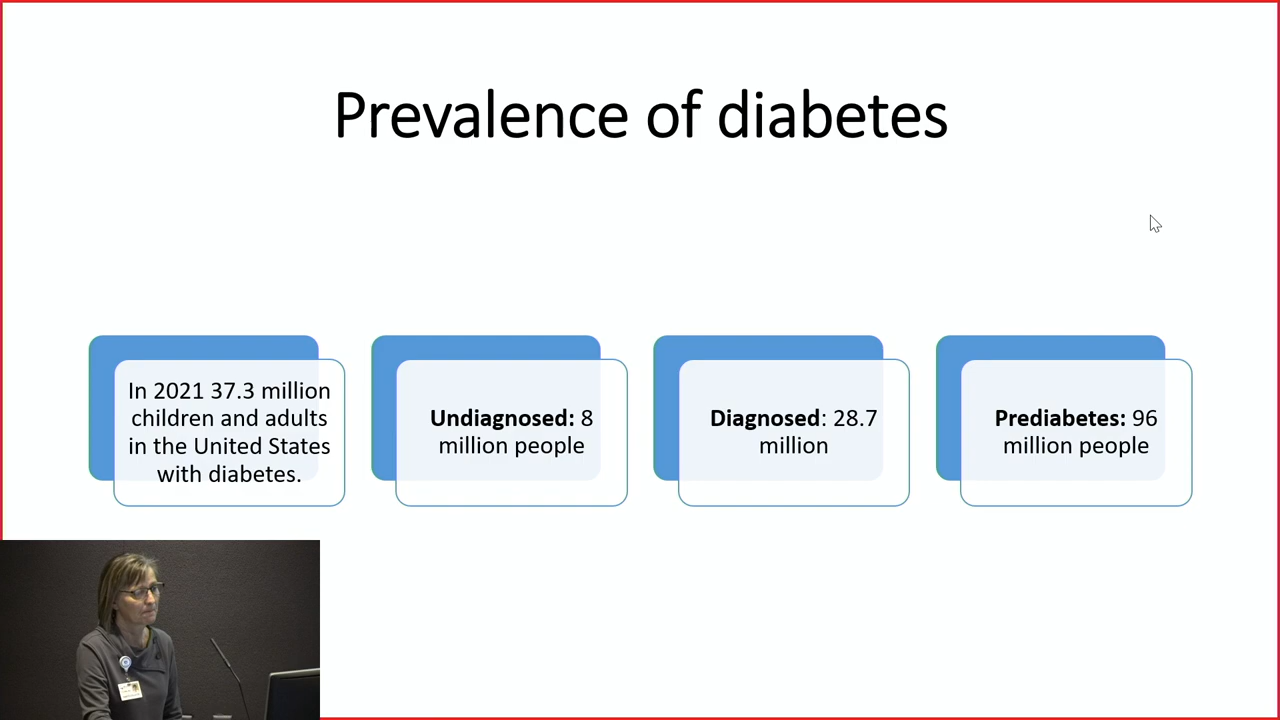 Prevalence of diabetes
In 2021 37.3 million
children and adults
in the United States
with diabetes.
Undiagnosed: 8
million people
Diagnosed: 28.7
million
Prediabetes: 96
million people